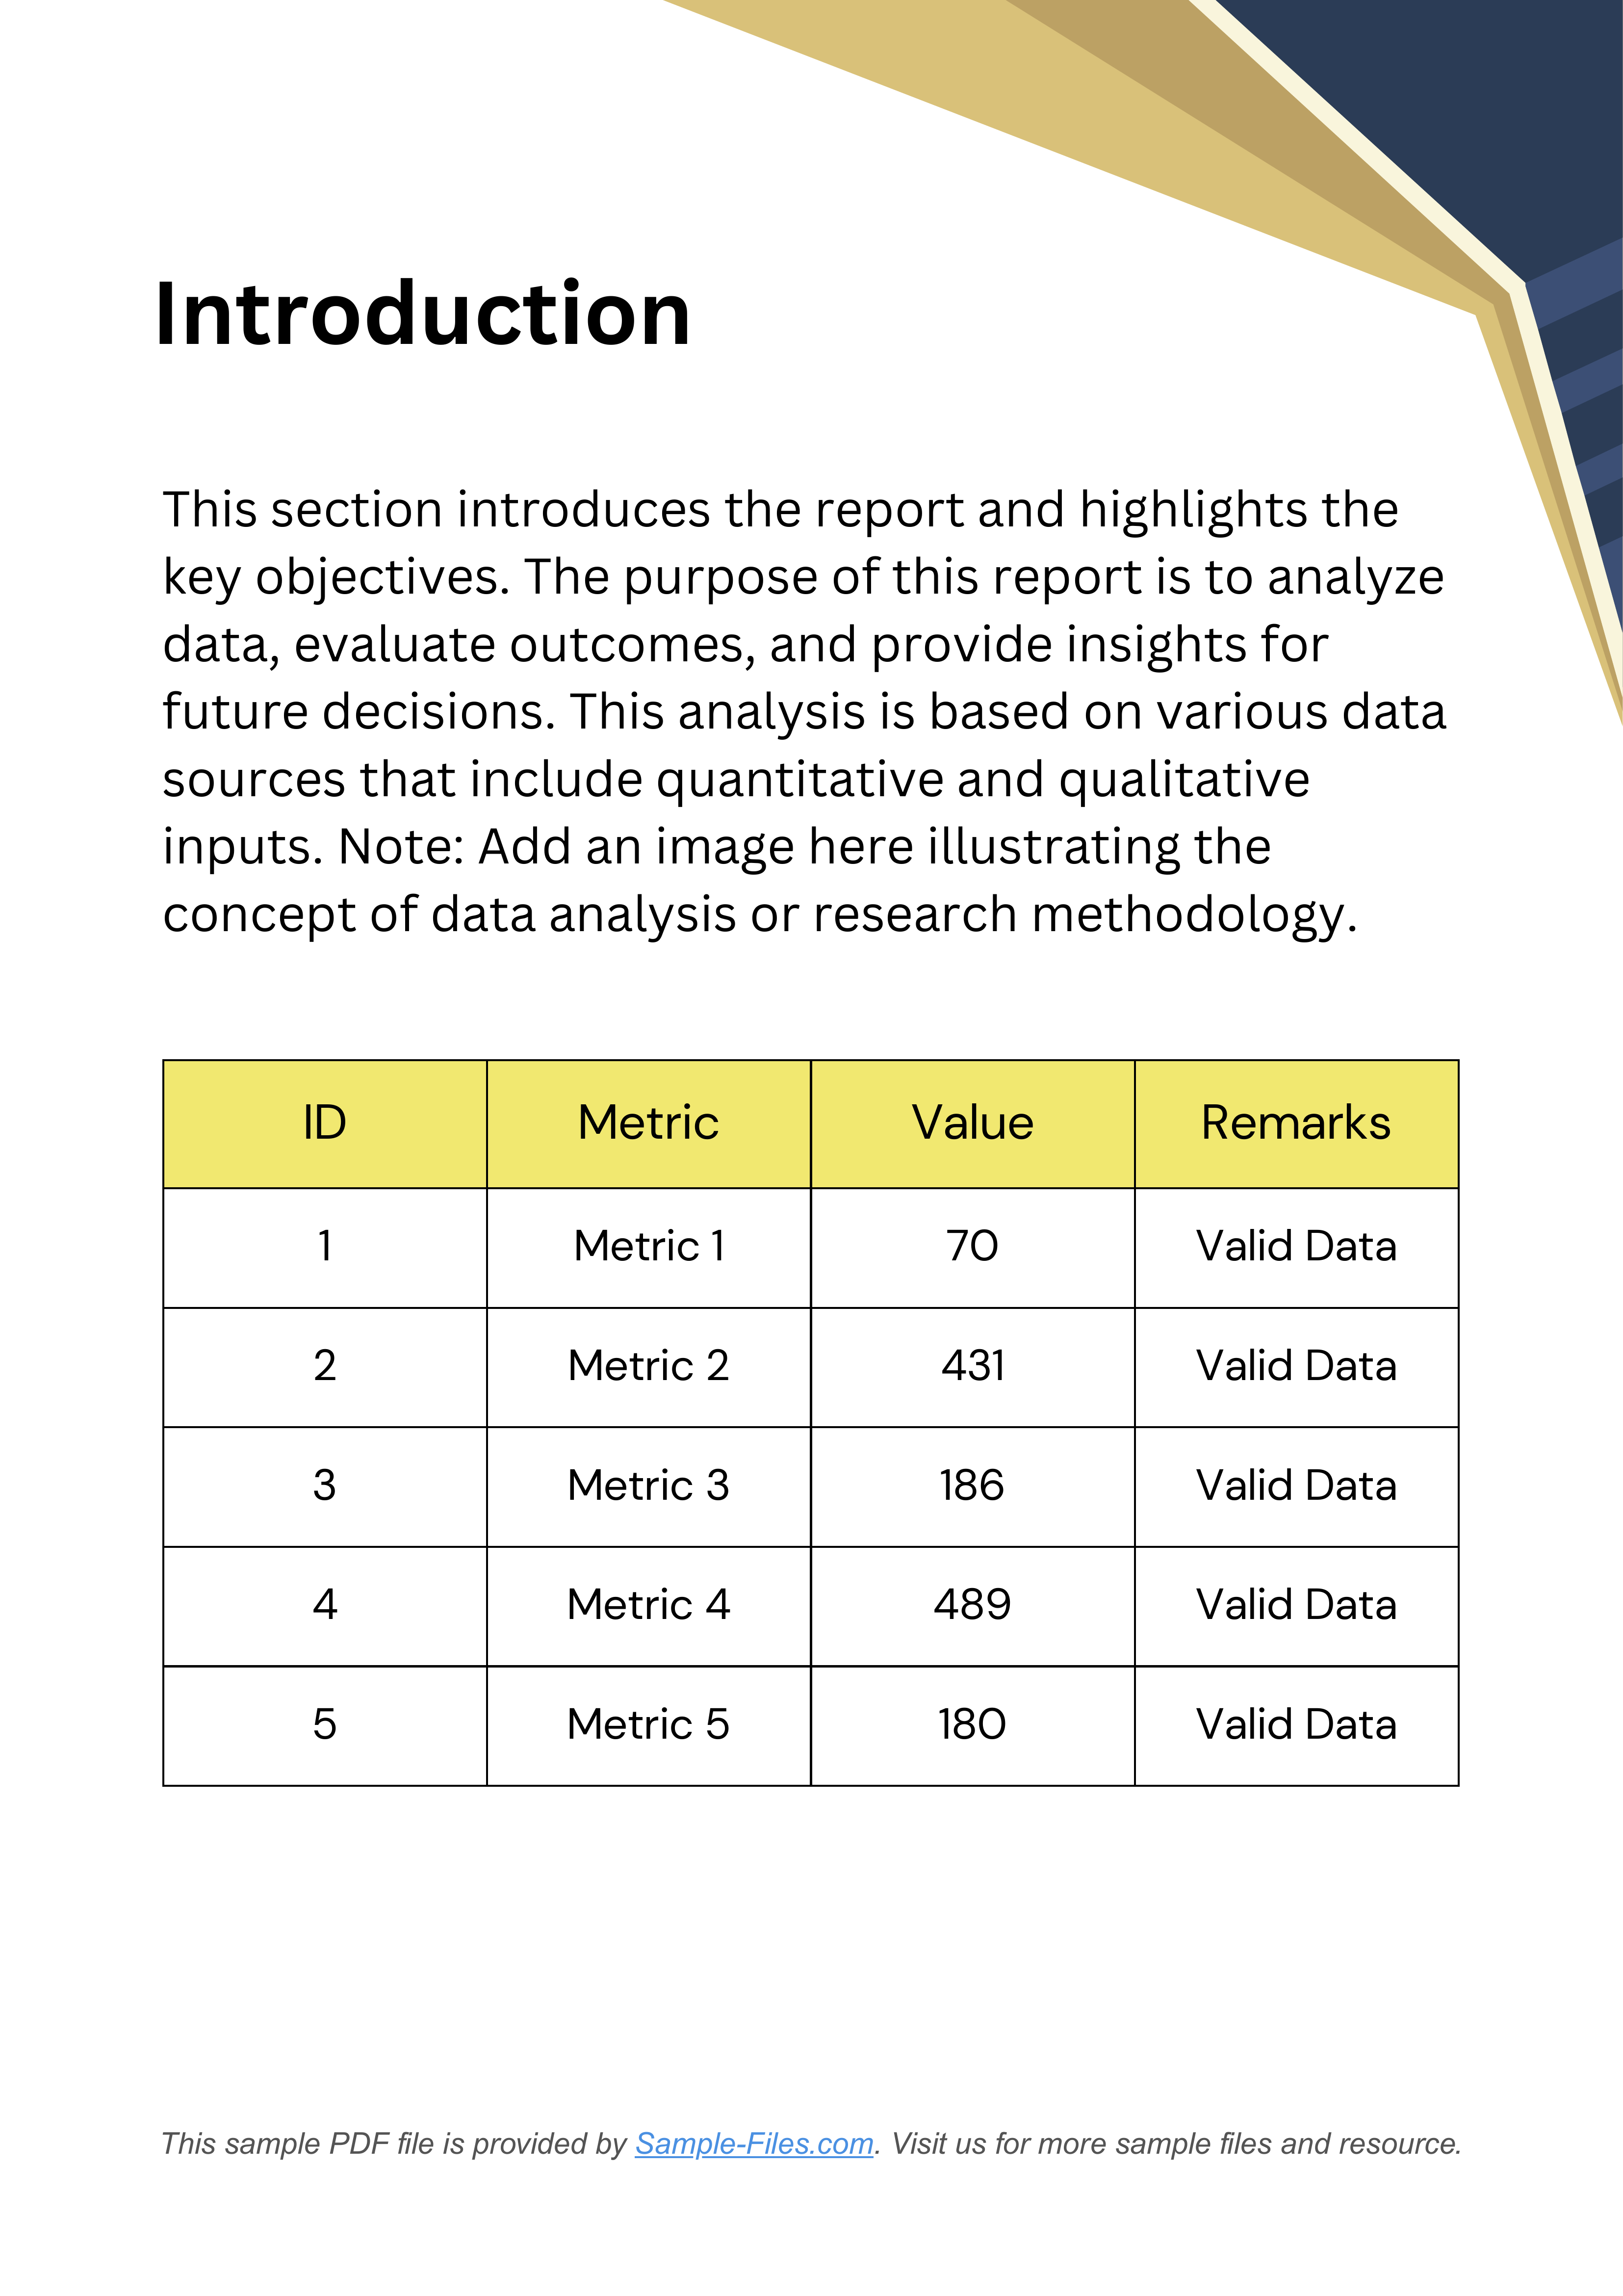 Introduction
This section introduces the report and highlights the
key objectives. The purpose of this report is to analyze
data, evaluate outcomes, and provide insights for
future decisions. This analysis is based on various data
sources that include quantitative and qualitative
inputs. Note: Add an image here illustrating the
concept of data analysis or research methodology.
ID Metric Value Remarks
1 Metric 1 70 Valid Data
2 Metric 2 431 Valid Data
3 Metric 3 186 Valid Data
4 Metric 4 489 Valid Data
5 Metric 5 180 Valid Data
This sample PDF file is provided by Sample-Files.com. Visit us for more sample files and resource.